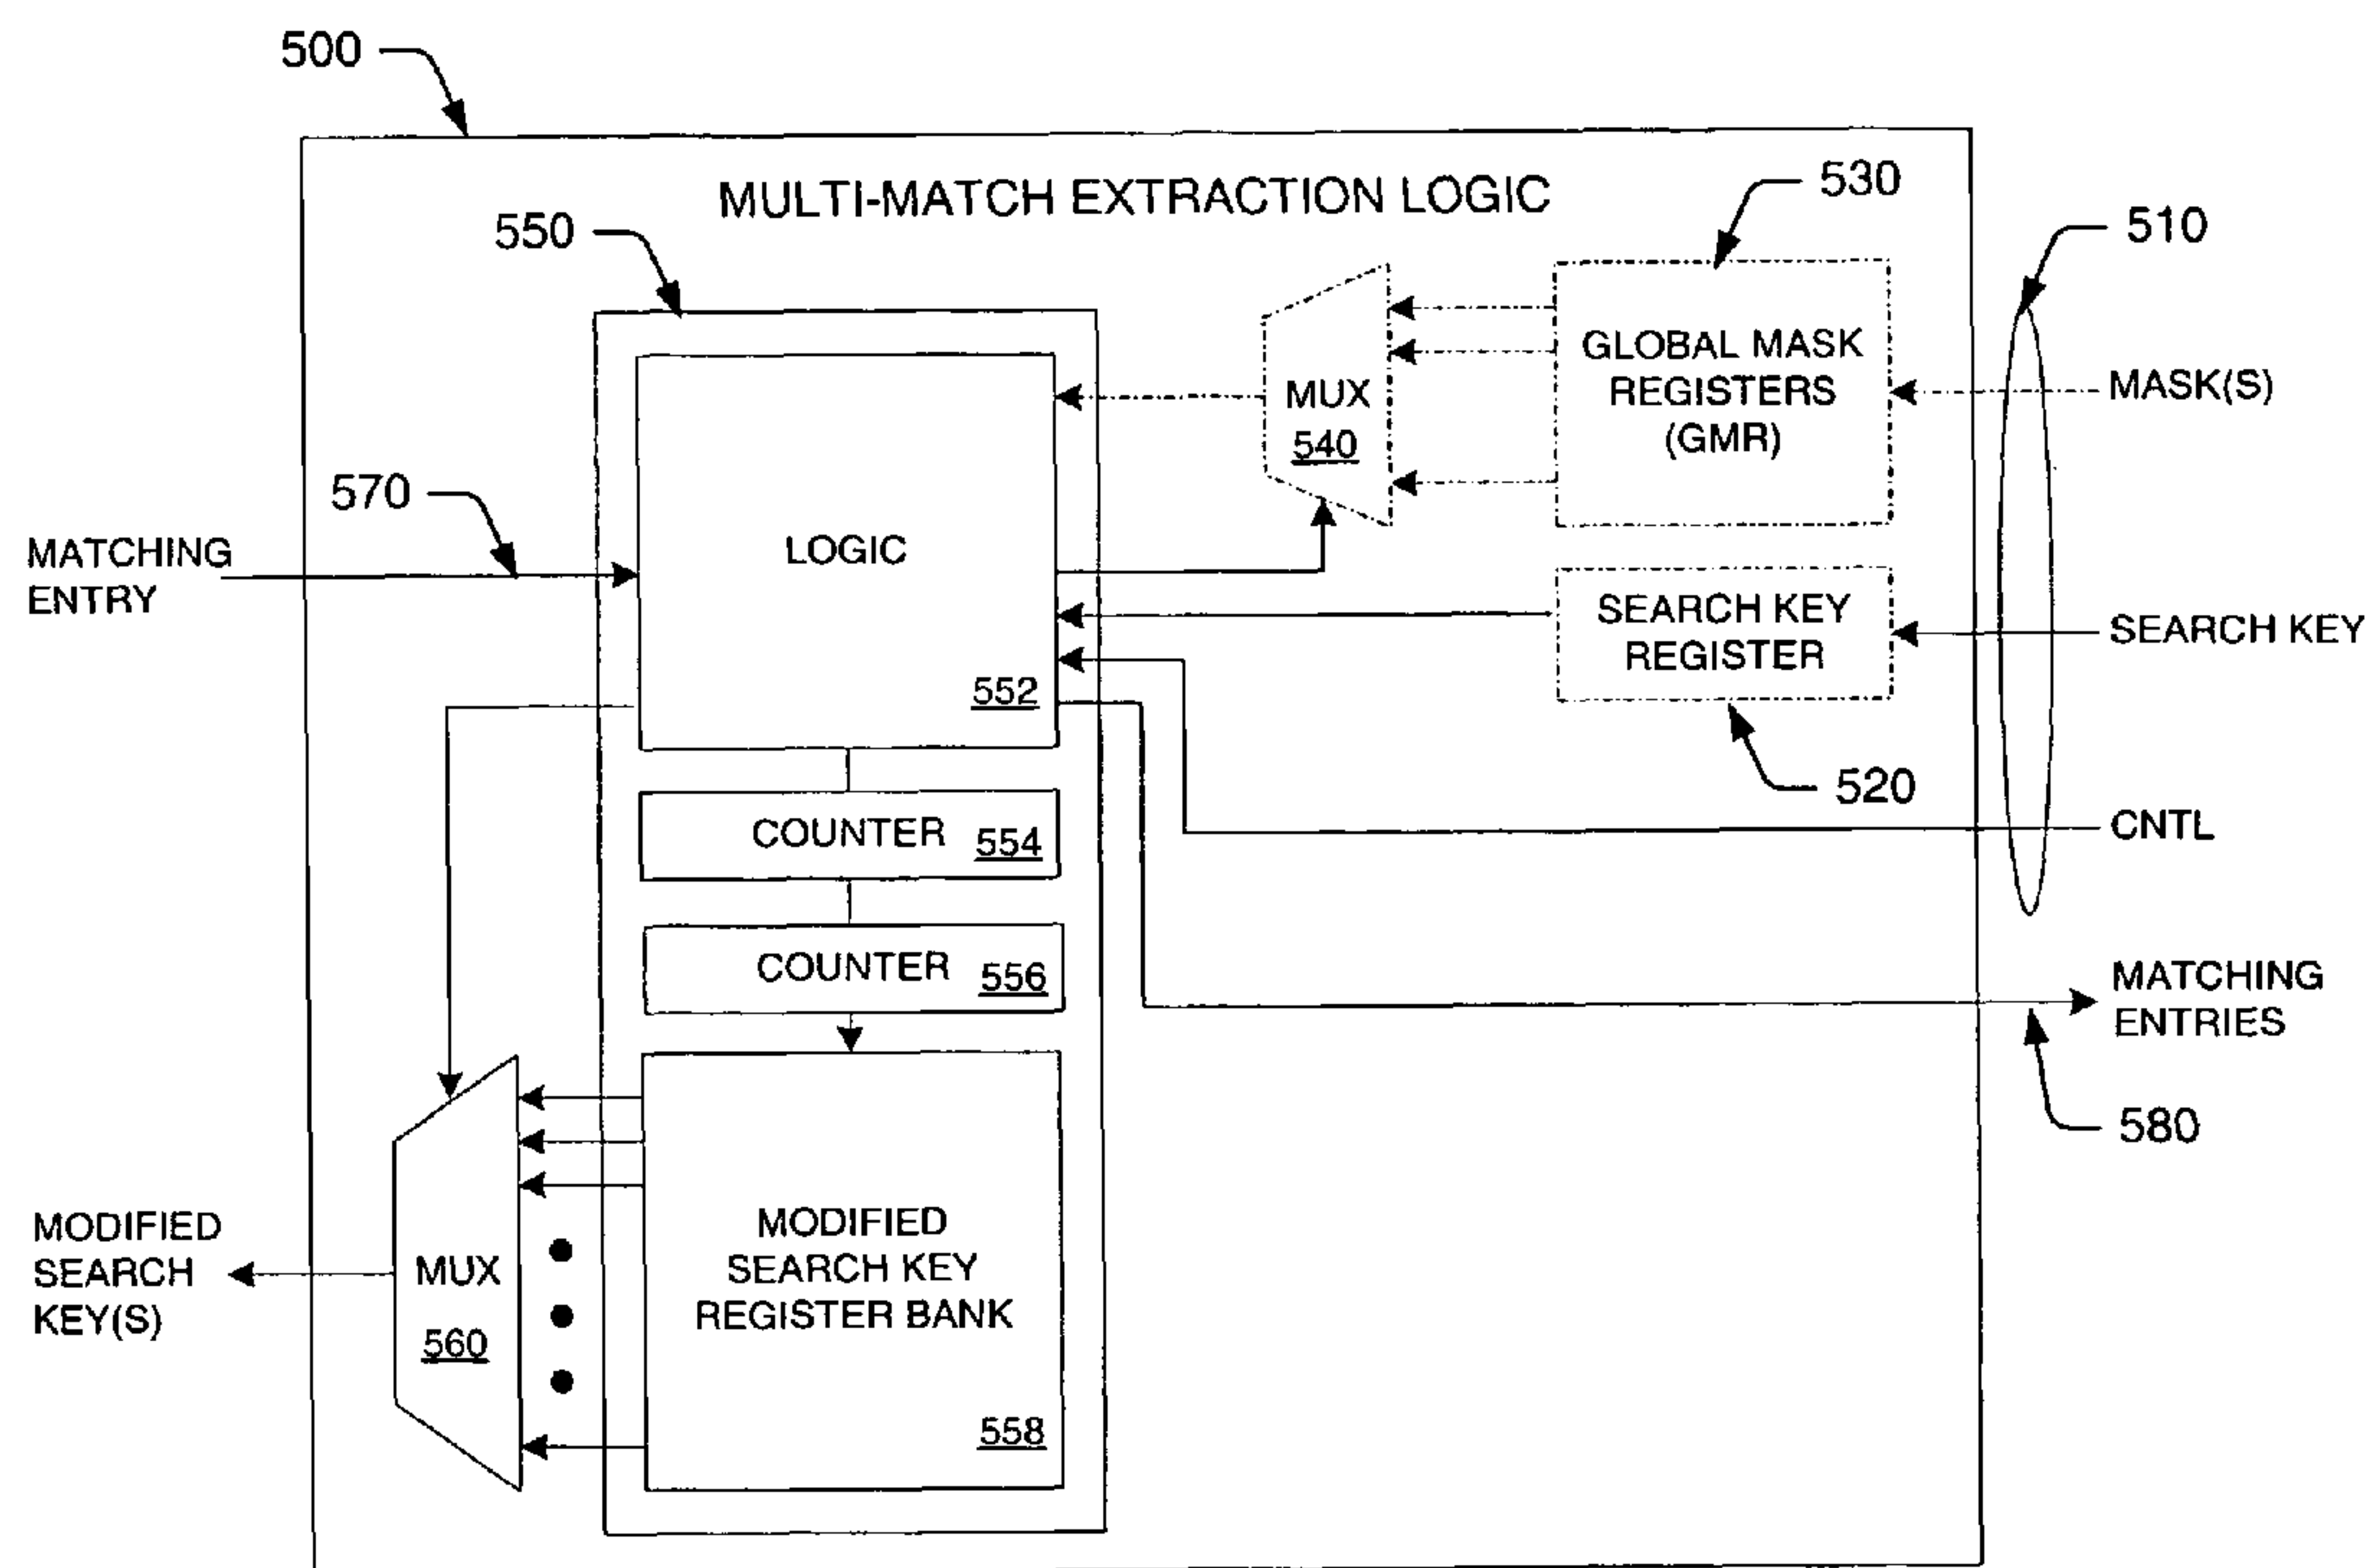 500
MULTI-MATCH EXTRACTION LOGIC
530
510
550
GLOBAL MASK
REGISTERS
(GMR)
MASK(S)
MUX
540
570
MATCHING
ENTRY
LOGIC
552
SEARCH KEY
REGISTER
SEARCH KEY
520
COUNTER 554
CNTL
COUNTER 556
MATCHING
ENTRIES
580
MODIFIED
SEARCH
KEY(S)
MUX
560
MODIFIED
SEARCH KEY
REGISTER BANK
558